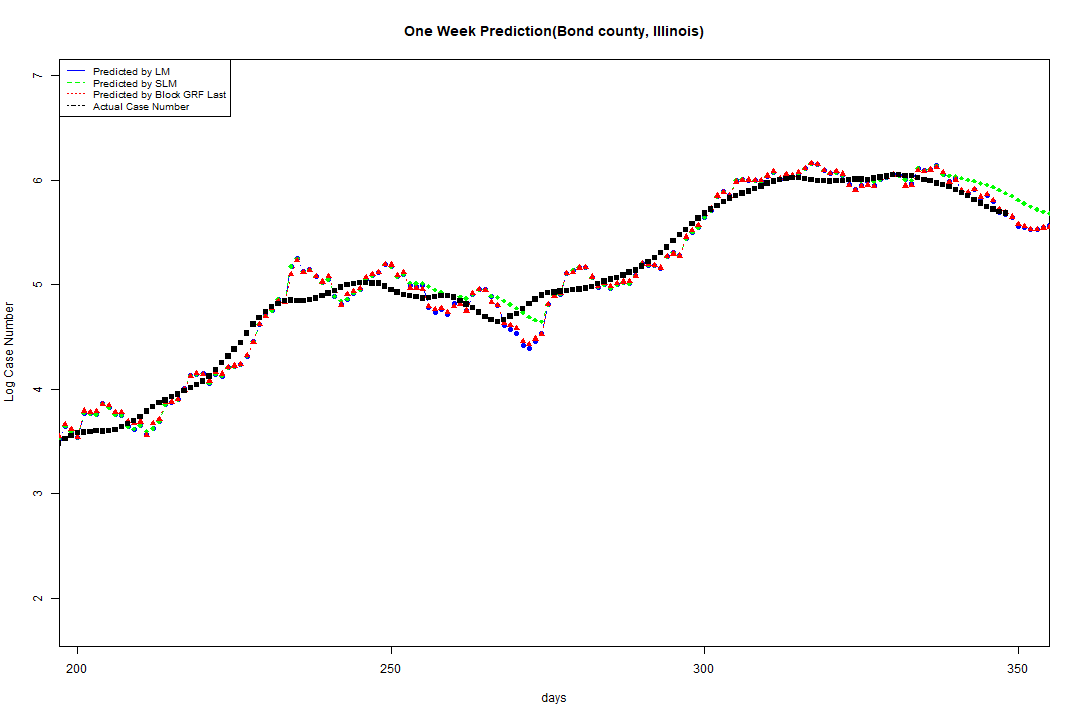 One Week Prediction(Bond county, Illinois)
Predicted by LM
Predicted by SLM
Predicted by Block GRF Last
Actual Case Number
7
6
5
4
3
2
Log Case Number
200 250 300 350
days